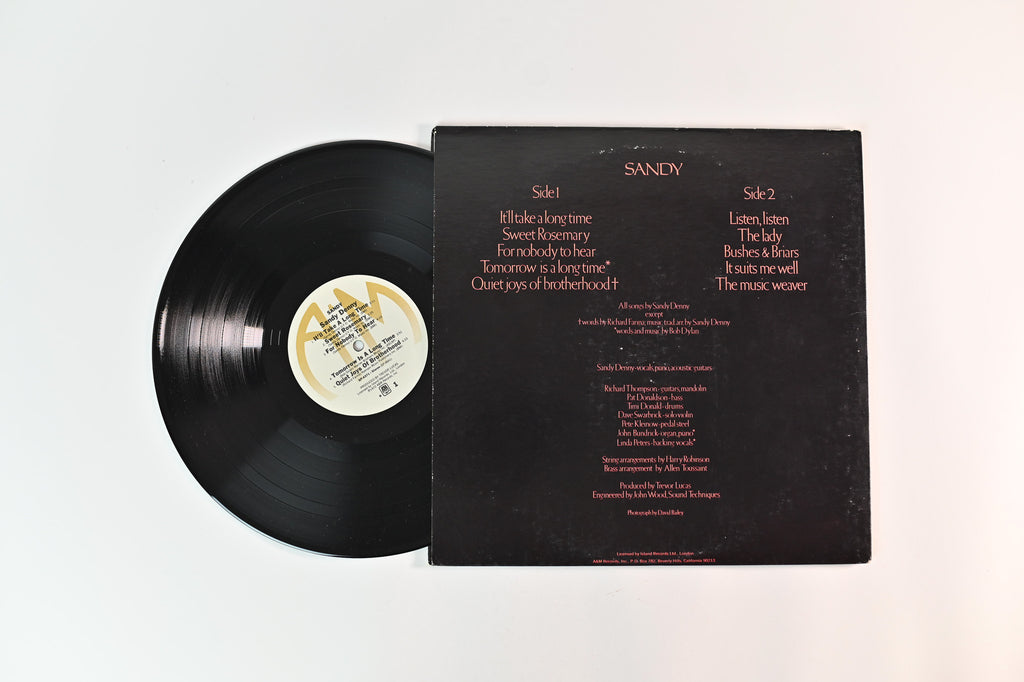 SANDY
Side 1
It'll take a long time
Sweet Rosemary
For nobody to hear
Tomorrow is a long time*
Quiet joys of brotherhood†
Side 2
Listen, listen
The lady
Bushes & Briars
It suits me well
The music weaver
All songs by Sandy Denny
except
† words by Richard Farina; music, trad. arr. by Sandy Denny
*words and music by Bob Dylan
Sandy Denny-vocals, piano, acoustic guitars
Richard Thompson-guitars, mandolin
Pat Donaldson-bass
Timi Donald-drums
Dave Swarbrick-solo violin
Pete Kleinow-pedal steel
John Bundrick-organ, piano*
Linda Peters-backing vocals*
String arrangements by Harry Robinson
Brass arrangement by Allen Toussaint
Produced by Trevor Lucas
Engineered by John Wood, Sound Techniques
Photograph by David Bailey
Licensed by Island Records Ltd., London
A&M Records, Inc., P.O. Box 782, Beverly Hills, California 90213
A&M
SANDY
Sandy Denny
It'll Take A Long Time
Sweet Rosemary
For Nobody To Hear
Tomorrow Is A Long Time
Quiet Joys Of Brotherhood
1